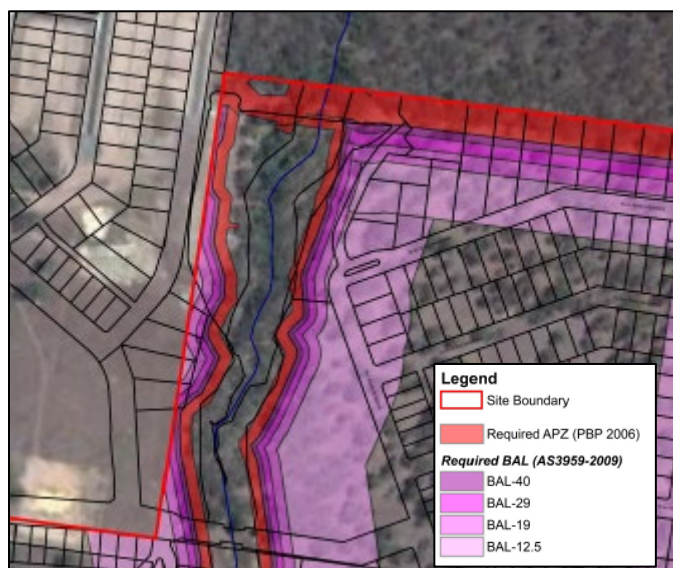 Legend
Site Boundary
Required APZ (PBP 2006)
Required BAL (AS3959-2009)
BAL-40
BAL-29
BAL-19
BAL-12.5